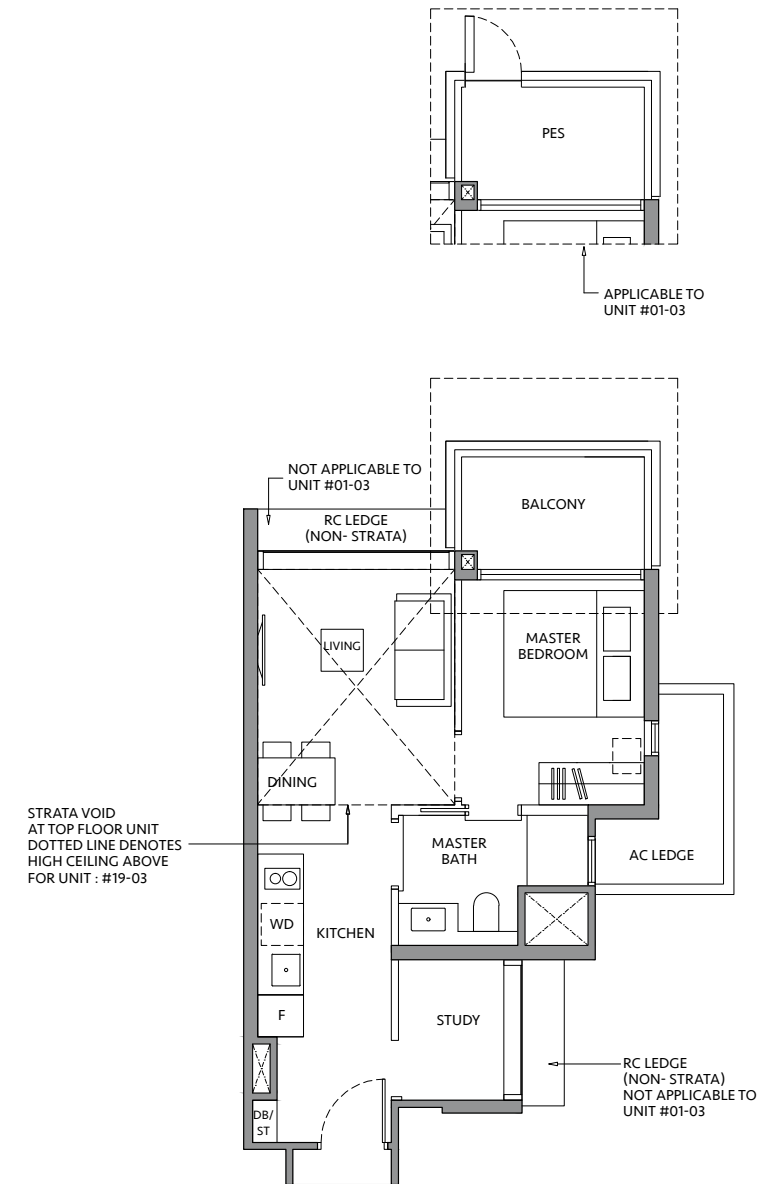 PES
APPLICABLE TO
UNIT #01-03
NOT APPLICABLE TO
UNIT #01-03
RC LEDGE
(NON- STRATA)
BALCONY
LIVING
MASTER
BEDROOM
DINING
STRATA VOID
AT TOP FLOOR UNIT
DOTTED LINE DENOTES
HIGH CEILING ABOVE
FOR UNIT : #19-03
MASTER
BATH
AC LEDGE
WD
KITCHEN
F
STUDY
RC LEDGE
(NON- STRATA)
NOT APPLICABLE TO
UNIT #01-03
DB/
ST